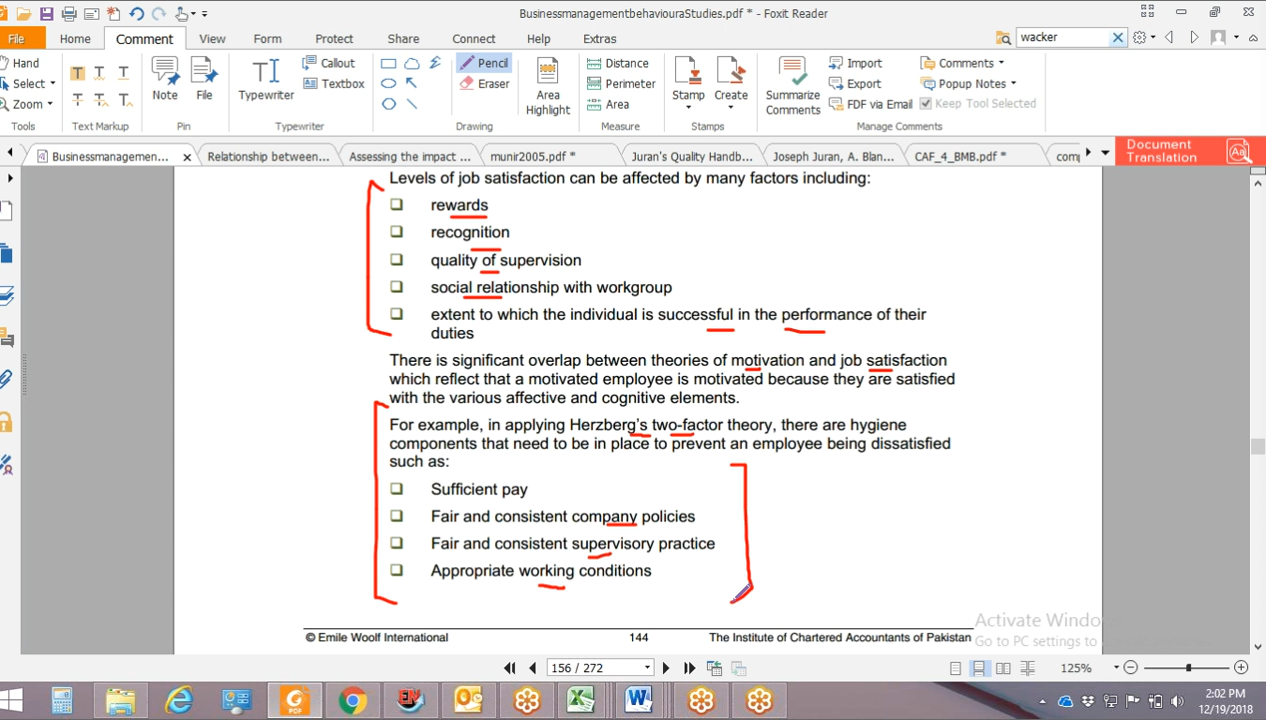 BusinessmanagementbehaviouraStudies.pdf * - Foxit Reader
File Home Comment View Form Protect Share Connect Help Extras wacker
Hand Callout Pencil Distance Import Comments
Select Textbox Eraser Perimeter Export Popup Notes
Zoom Note File Typewriter Area Highlight Area Stamp Create Summarize Comments FDF via Email Keep Tool Selected
Tools Text Markup Pin Typewriter Drawing Measure Stamps Manage Comments
Businessmanagemen... Relationship between... Assessing the impact ... munir2005.pdf * Juran's Quality Handb... Joseph Juran, A. Blan... CAF_4_BMB.pdf * Document Translation
Levels of job satisfaction can be affected by many factors including:
rewards
recognition
quality of supervision
social relationship with workgroup
extent to which the individual is successful in the performance of their
duties
There is significant overlap between theories of motivation and job satisfaction
which reflect that a motivated employee is motivated because they are satisfied
with the various affective and cognitive elements.
For example, in applying Herzberg's two-factor theory, there are hygiene
components that need to be in place to prevent an employee being dissatisfied
such as:
Sufficient pay
Fair and consistent company policies
Fair and consistent supervisory practice
Appropriate working conditions
© Emile Woolf International 144 The Institute of Chartered Accountants of Pakistan
Activate Windo
Go to PC settings to
156 / 272 125%
2:02 PM
12/19/2018